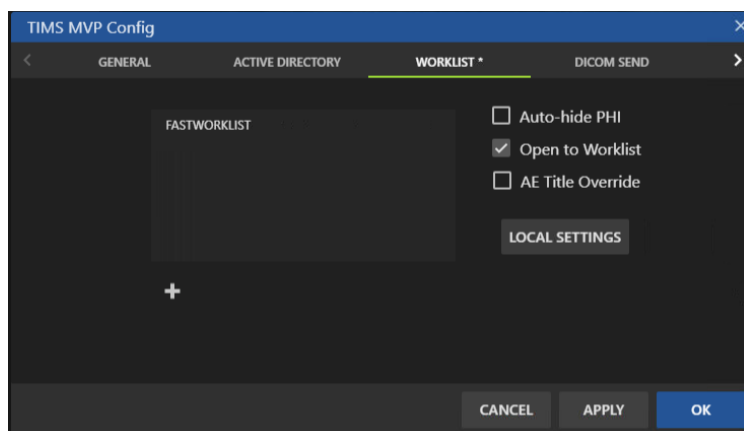 TIMS MVP Config
GENERAL ACTIVE DIRECTORY WORKLIST * DICOM SEND
FASTWORKLIST
Auto-hide PHI
Open to Worklist
AE Title Override
LOCAL SETTINGS
CANCEL APPLY OK